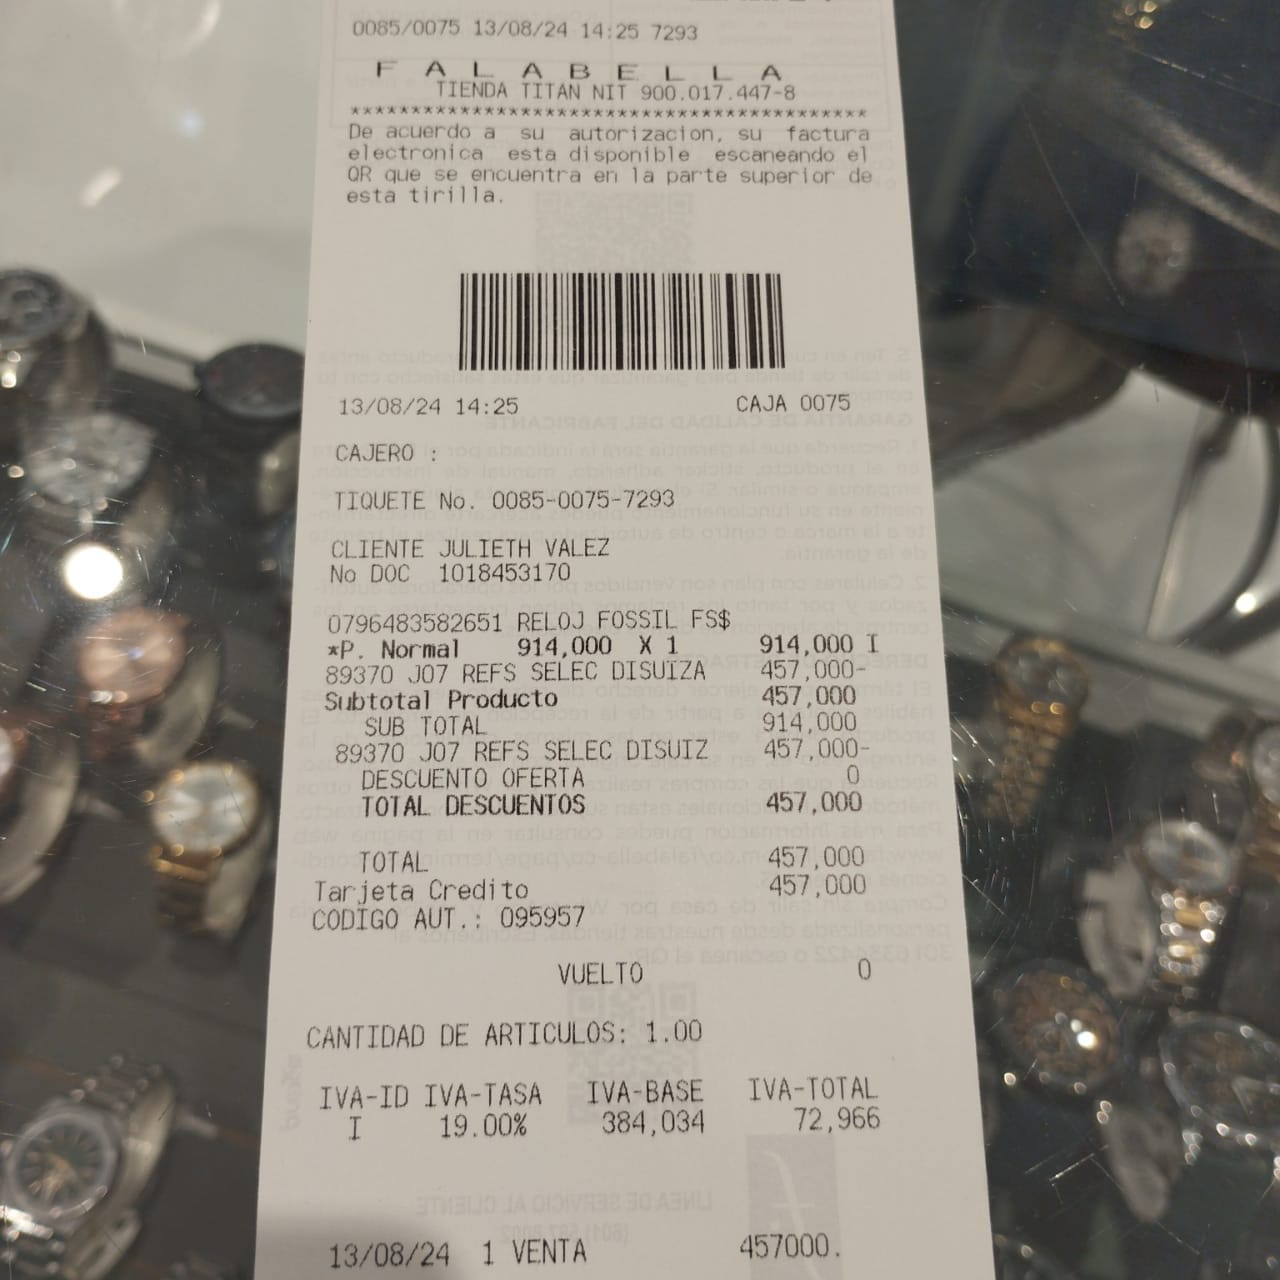 0085/0075 13/08/24 14:25 7293
FALABELLA
TIENDA TITAN NIT 900.017.447-8
******************************************
De acuerdo a su autorizacion, su factura
electronica esta disponible escaneando el
QR que se encuentra en la parte superior de
esta tirilla.
13/08/24 14:25 CAJA 0075
CAJERO :
TIQUETE No. 0085-0075-7293
CLIENTE JULIETH VALEZ
No DOC 1018453170
0796483582651 RELOJ FOSSIL FS$
*P. Normal 914,000 X 1 914,000 I
89370 J07 REFS SELEC DISUIZA 457,000-
Subtotal Producto 457,000
SUB TOTAL 914,000
89370 J07 REFS SELEC DISUIZ 457,000-
DESCUENTO OFERTA 0
TOTAL DESCUENTOS 457,000
TOTAL 457,000
Tarjeta Credito 457,000
CODIGO AUT.: 095957
VUELTO 0
CANTIDAD DE ARTICULOS: 1.00
IVA-ID IVA-TASA IVA-BASE IVA-TOTAL
I 19.00% 384,034 72,966
13/08/24 1 VENTA 457000.